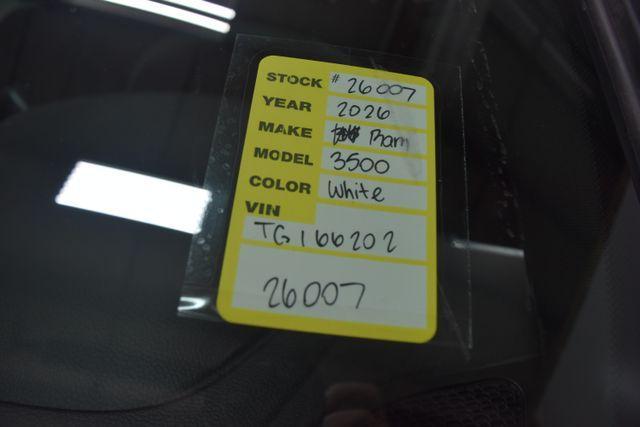 STOCK # 26007
YEAR 2026
MAKE Ram
MODEL 3500
COLOR White
VIN
TG166202
26007